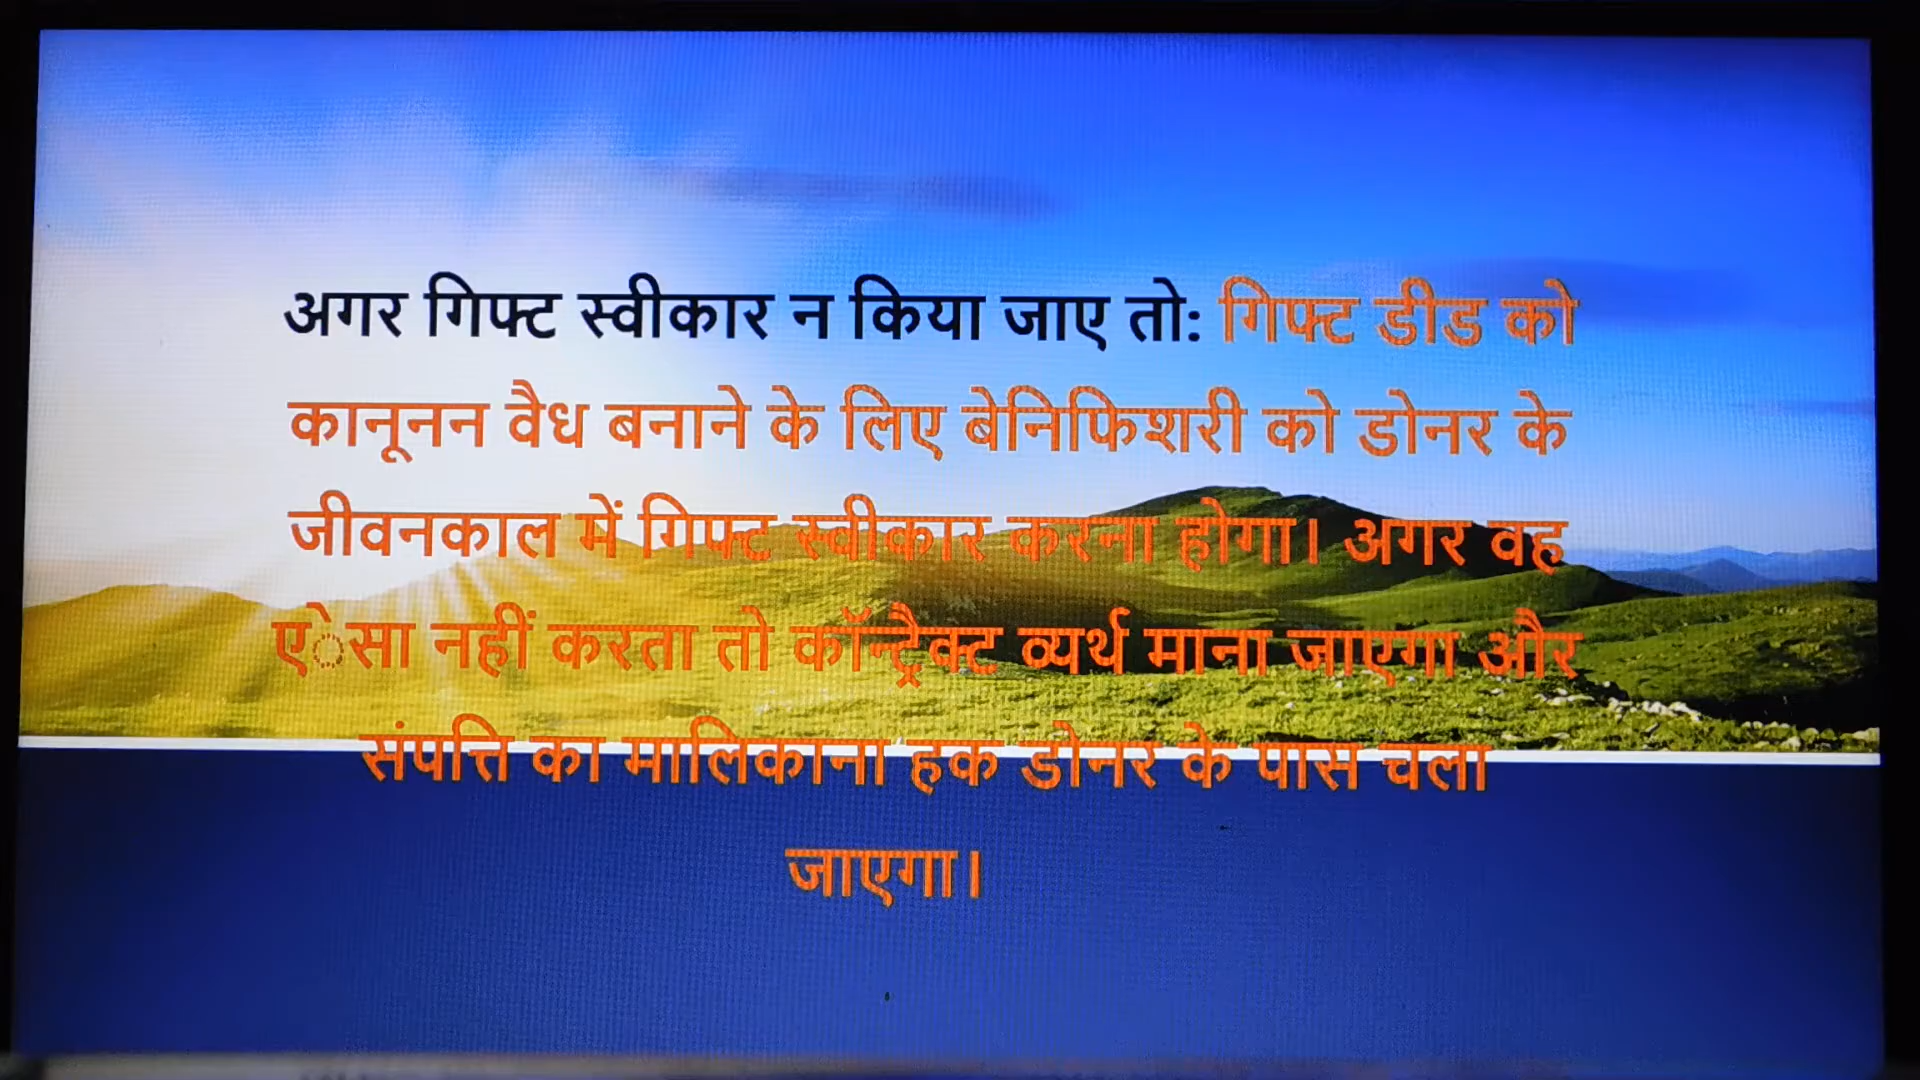 अगर गिफ्ट स्वीकार न किया जाए तो: गिफ्ट डीड को
कानूनन वैध बनाने के लिए बेनिफिशरी को डोनर के
जीवनकाल में गिफ्ट स्वीकार करना होगा। अगर वह
एेसा नहीं करता तो कॉन्ट्रैक्ट व्यर्थ माना जाएगा और
संपत्ति का मालिकाना हक डोनर के पास चला
जाएगा।